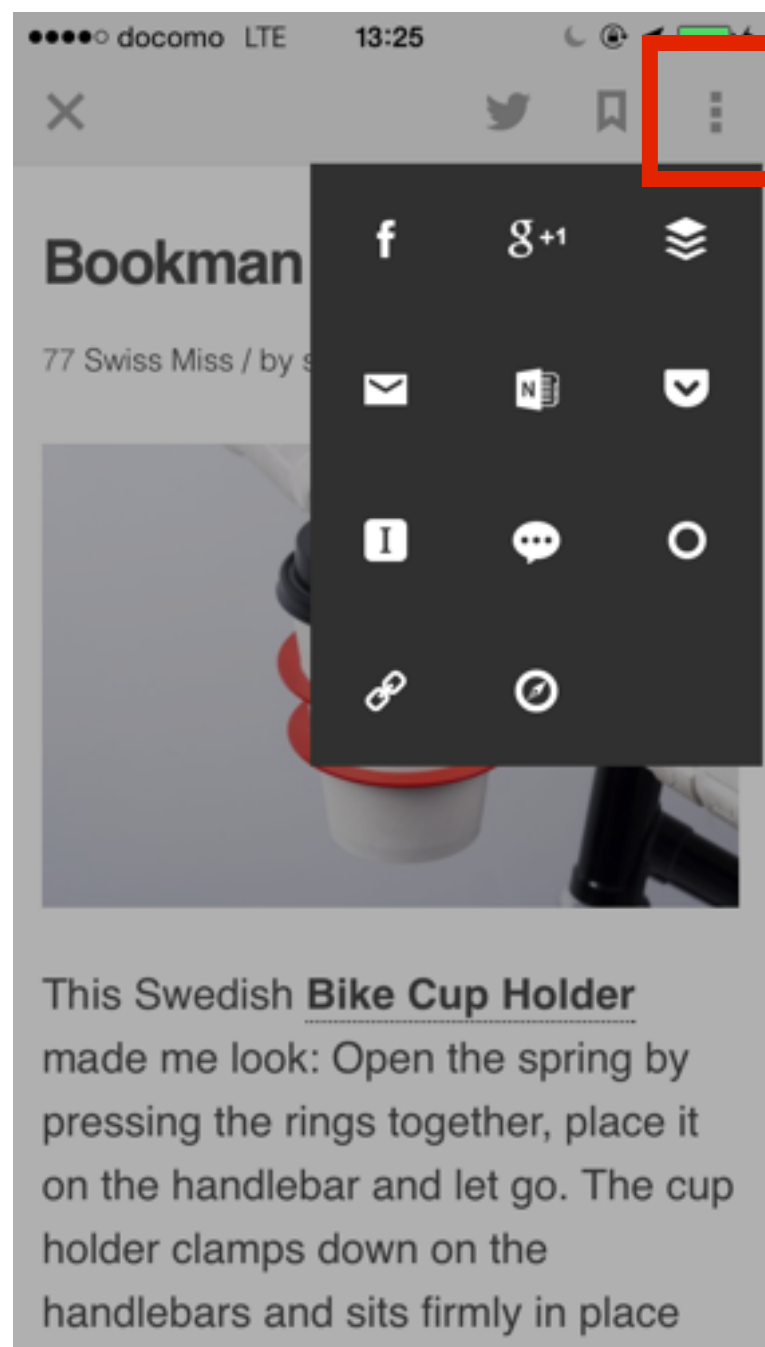 docomo LTE 13:25
f
g+1
Bookman
77 Swiss Miss / by s
N
I
This Swedish Bike Cup Holder
made me look: Open the spring by
pressing the rings together, place it
on the handlebar and let go. The cup
holder clamps down on the
handlebars and sits firmly in place